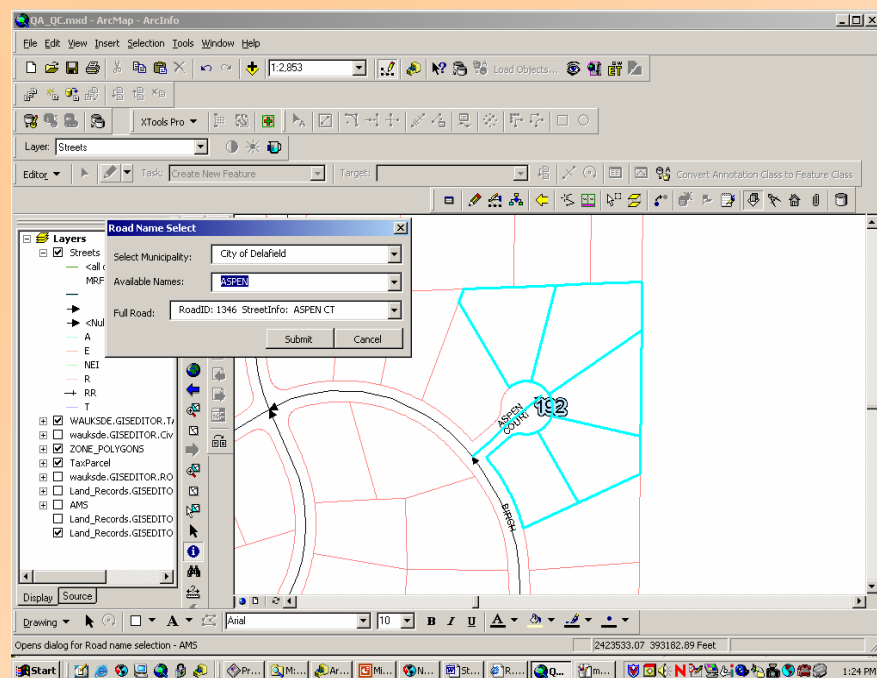 QA_QC.mxd - ArcMap - ArcInfo
File Edit View Insert Selection Tools Window Help
1:2,853
Load Objects...
XTools Pro
Layer: Streets
Editor Task: Create New Feature Target: Convert Annotation Class to Feature Class
Road Name Select
Select Municipality: City of Delafield
Available Names: ASPEN
Full Road: RoadID: 1346 StreetInfo: ASPEN CT
Submit Cancel
Layers
Streets
<all o
MRF
<Nul
A
E
NEI
R
RR
T
WAUKSDE.GISEDITOR.T
wauksde.GISEDITOR.Civ
ZONE_POLYGONS
TaxParcel
wauksde.GISEDITOR.RO
Land_Records.GISEDITO
AMS
Land_Records.GISEDITO
Land_Records.GISEDITO
ASPEN
COURT
192
BIRCH
Display Source
Drawing A Arial 10 B I U A
Opens dialog for Road name selection - AMS 2423533.07 393182.89 Feet
Start Pr... M:... Ar... Mi... N... St... R.... Q... m... 1:24 PM